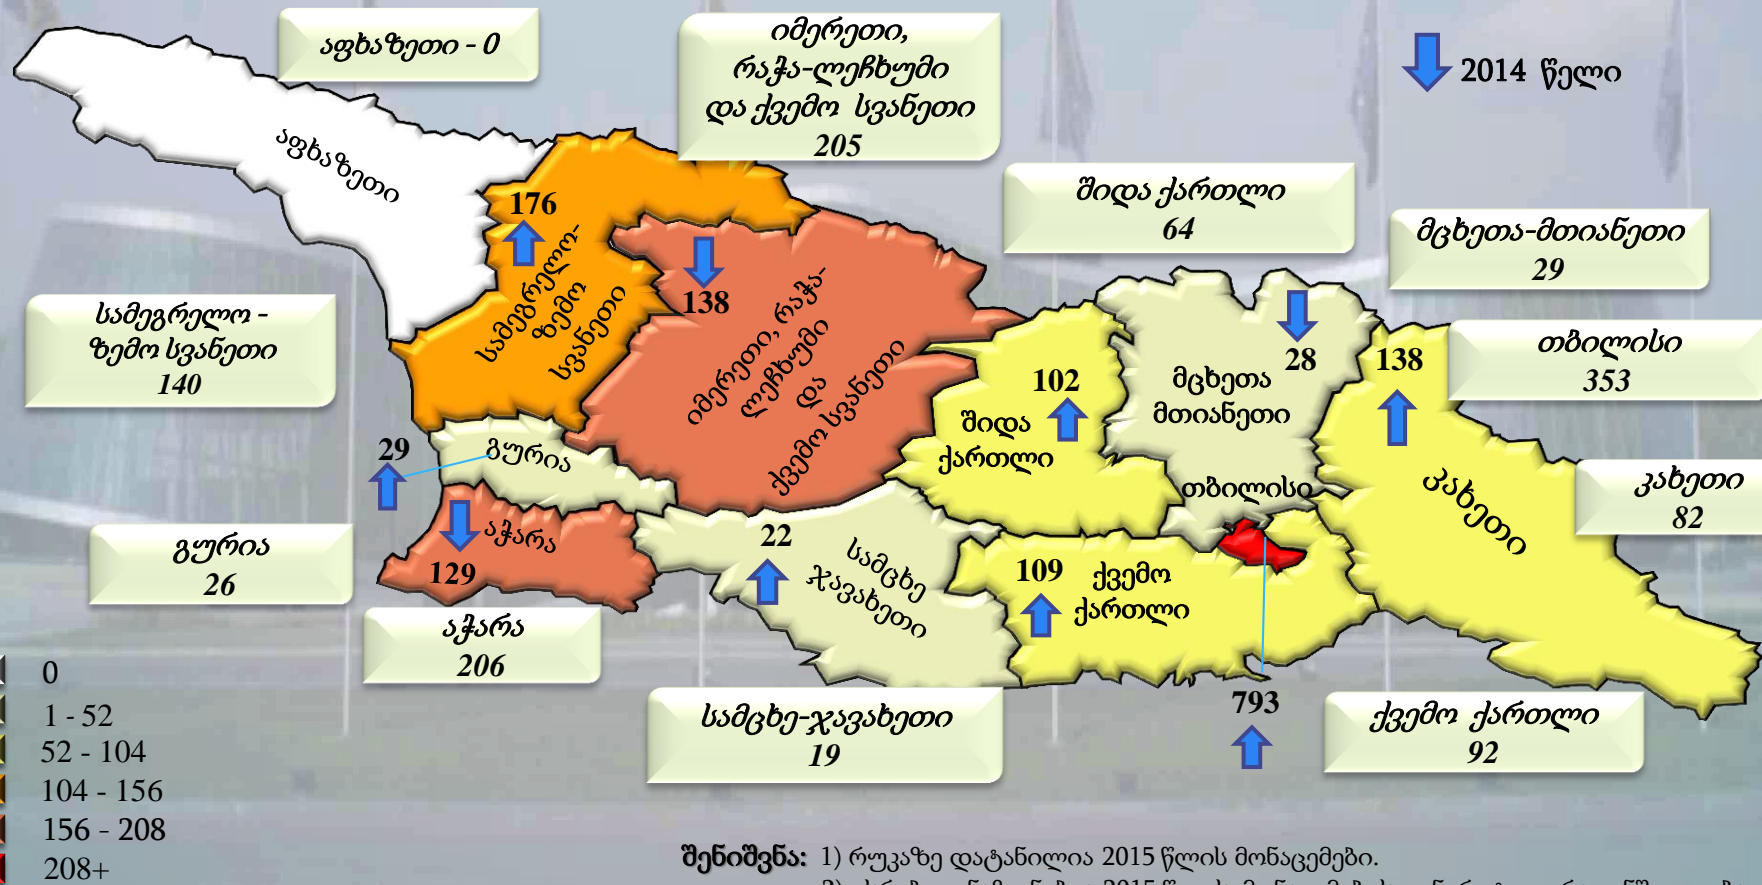 აფხაზეთი - 0
იმერეთი,
რაჭა-ლეჩხუმი
და ქვემო სვანეთი
205
2014 წელი
შიდა ქართლი
64
მცხეთა-მთიანეთი
29
სამეგრელო -
ზემო სვანეთი
140
თბილისი
353
კახეთი
82
გურია
26
აჭარა
206
სამცხე-ჯავახეთი
19
ქვემო ქართლი
92
აფხაზეთი
176
სამეგრელო-
ზემო
სვანეთი
138
იმერეთი, რაჭა-
ლეჩხუმი
და
ქვემო სვანეთი
102
შიდა
ქართლი
28
მცხეთა
მთიანეთი
138
კახეთი
თბილისი
29
გურია
აჭარა
129
22
სამცხე
ჯავახეთი
109
ქვემო
ქართლი
793
0
1 - 52
52 - 104
104 - 156
156 - 208
208+
შენიშვნა: 1) რუკაზე დატანილია 2015 წლის მონაცემები.